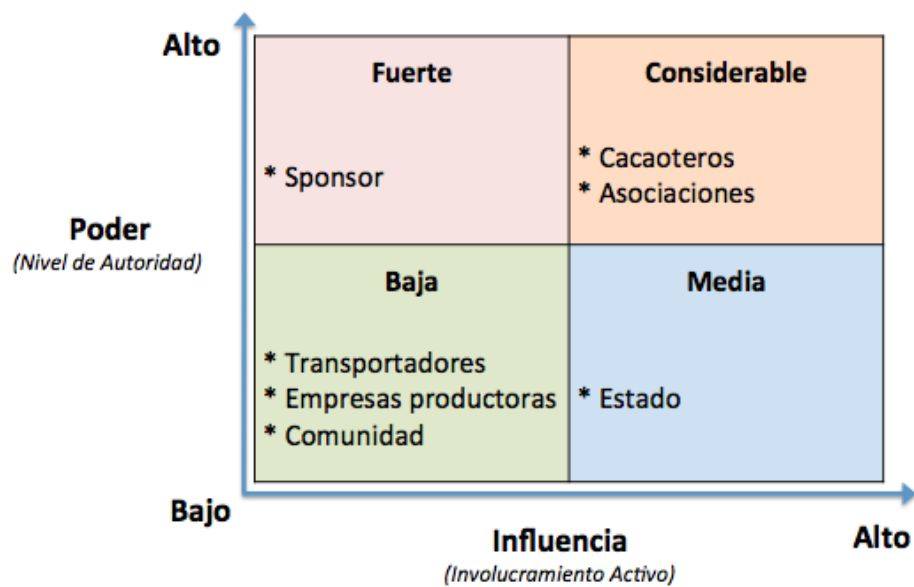 Alto
Fuerte
Considerable
* Sponsor
* Cacaoteros
* Asociaciones
Poder
(Nivel de Autoridad)
Baja
Media
* Transportadores
* Empresas productoras
* Comunidad
* Estado
Bajo
Influencia
(Involucramiento Activo)
Alto